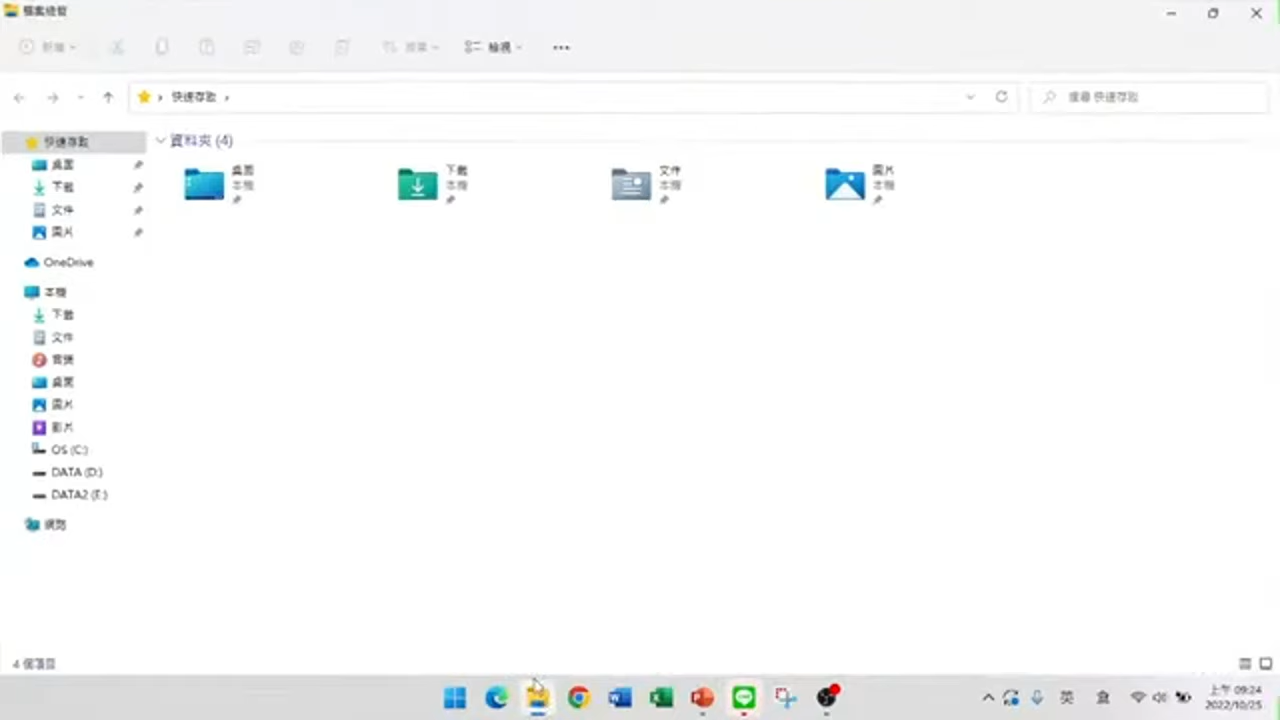 檔案總管
新增
檢視
快速存取
搜尋 快速存取
快速存取
桌面
下載
文件
圖片
OneDrive
本機
下載
文件
音樂
桌面
圖片
影片
OS (C:)
DATA (D:)
DATA2 (E:)
網路
資料夾 (4)
桌面
本機
下載
本機
文件
本機
圖片
本機
4 個項目
英
上午 09:24
2022/10/25